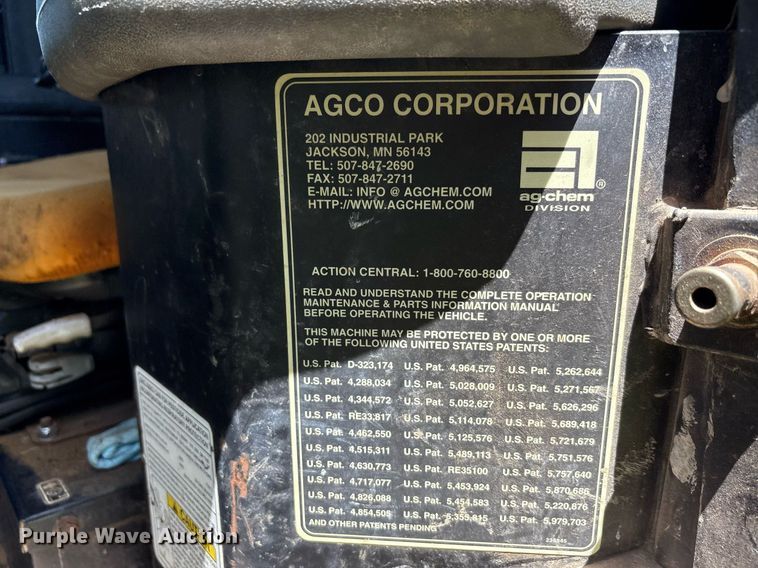 AGCO CORPORATION
202 INDUSTRIAL PARK
JACKSON, MN 56143
TEL: 507-847-2690
FAX: 507-847-2711
E-MAIL: INFO @ AGCHEM.COM
HTTP://WWW.AGCHEM.COM
ag-chem®
DIVISION
ACTION CENTRAL: 1-800-760-8800
READ AND UNDERSTAND THE COMPLETE OPERATION
MAINTENANCE & PARTS INFORMATION MANUAL
BEFORE OPERATING THE VEHICLE.
THIS MACHINE MAY BE PROTECTED BY ONE OR MORE
OF THE FOLLOWING UNITED STATES PATENTS:
U.S. Pat. D-323,174 U.S. Pat. 4,964,575 U.S. Pat. 5,262,644
U.S. Pat. 4,288,034 U.S. Pat. 5,028,009 U.S. Pat. 5,271,567
U.S. Pat. 4,344,572 U.S. Pat. 5,052,627 U.S. Pat. 5,626,296
U.S. Pat. RE33,817 U.S. Pat. 5,114,078 U.S. Pat. 5,689,418
U.S. Pat. 4,462,550 U.S. Pat. 5,125,576 U.S. Pat. 5,721,679
U.S. Pat. 4,515,311 U.S. Pat. 5,489,113 U.S. Pat. 5,751,576
U.S. Pat. 4,630,773 U.S. Pat. RE35100 U.S. Pat. 5,757,640
U.S. Pat. 4,717,077 U.S. Pat. 5,453,924 U.S. Pat. 5,870,686
U.S. Pat. 4,826,088 U.S. Pat. 5,454,583 U.S. Pat. 5,220,876
U.S. Pat. 4,854,505 U.S. Pat. 5,355,815 U.S. Pat. 5,979,703
AND OTHER PATENTS PENDING
Purple Wave Auction